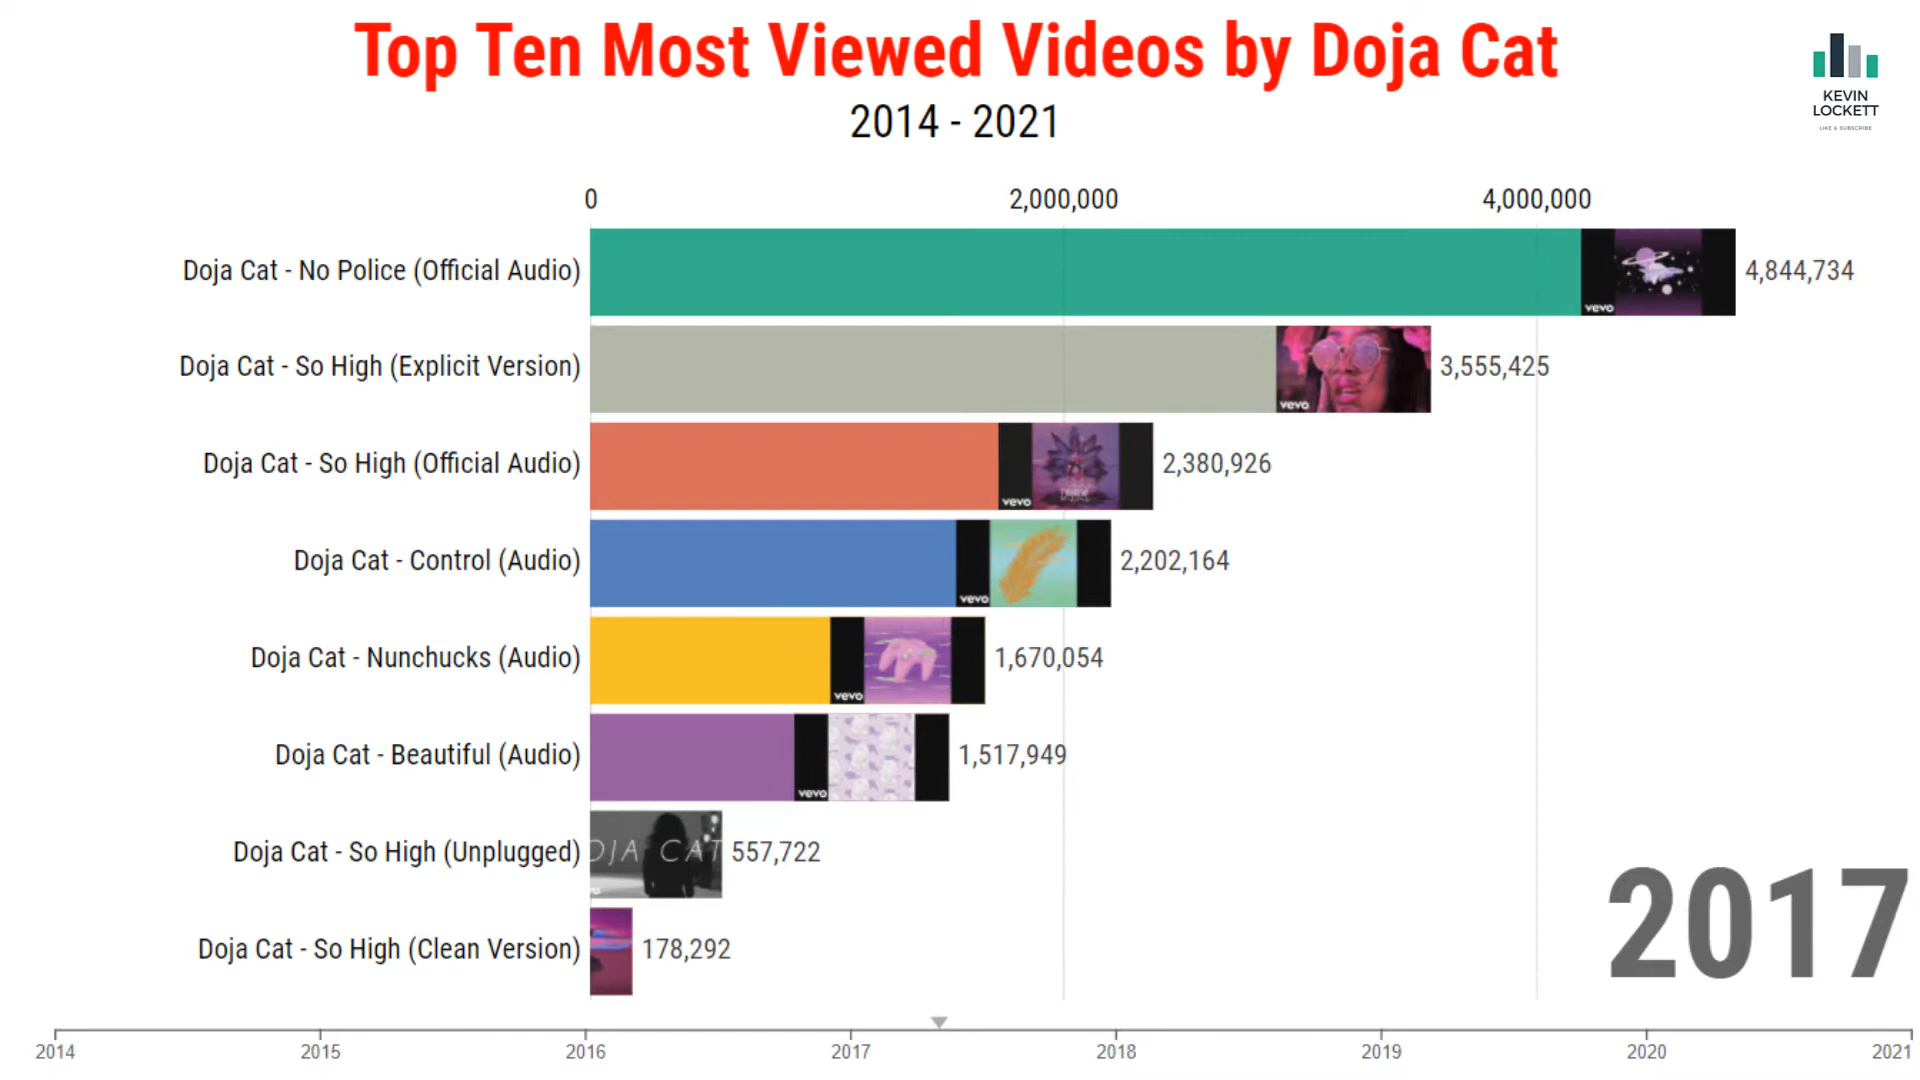 Top Ten Most Viewed Videos by Doja Cat
2014 - 2021
KEVIN
LOCKETT
LIKE & SUBSCRIBE
0 2,000,000 4,000,000
Doja Cat - No Police (Official Audio) vevo 4,844,734
Doja Cat - So High (Explicit Version) vevo 3,555,425
Doja Cat - So High (Official Audio) vevo 2,380,926
Doja Cat - Control (Audio) vevo 2,202,164
Doja Cat - Nunchucks (Audio) vevo 1,670,054
Doja Cat - Beautiful (Audio) vevo 1,517,949
Doja Cat - So High (Unplugged) OJA CAT 557,722
Doja Cat - So High (Clean Version) 178,292
2017
2014 2015 2016 2017 2018 2019 2020 2021